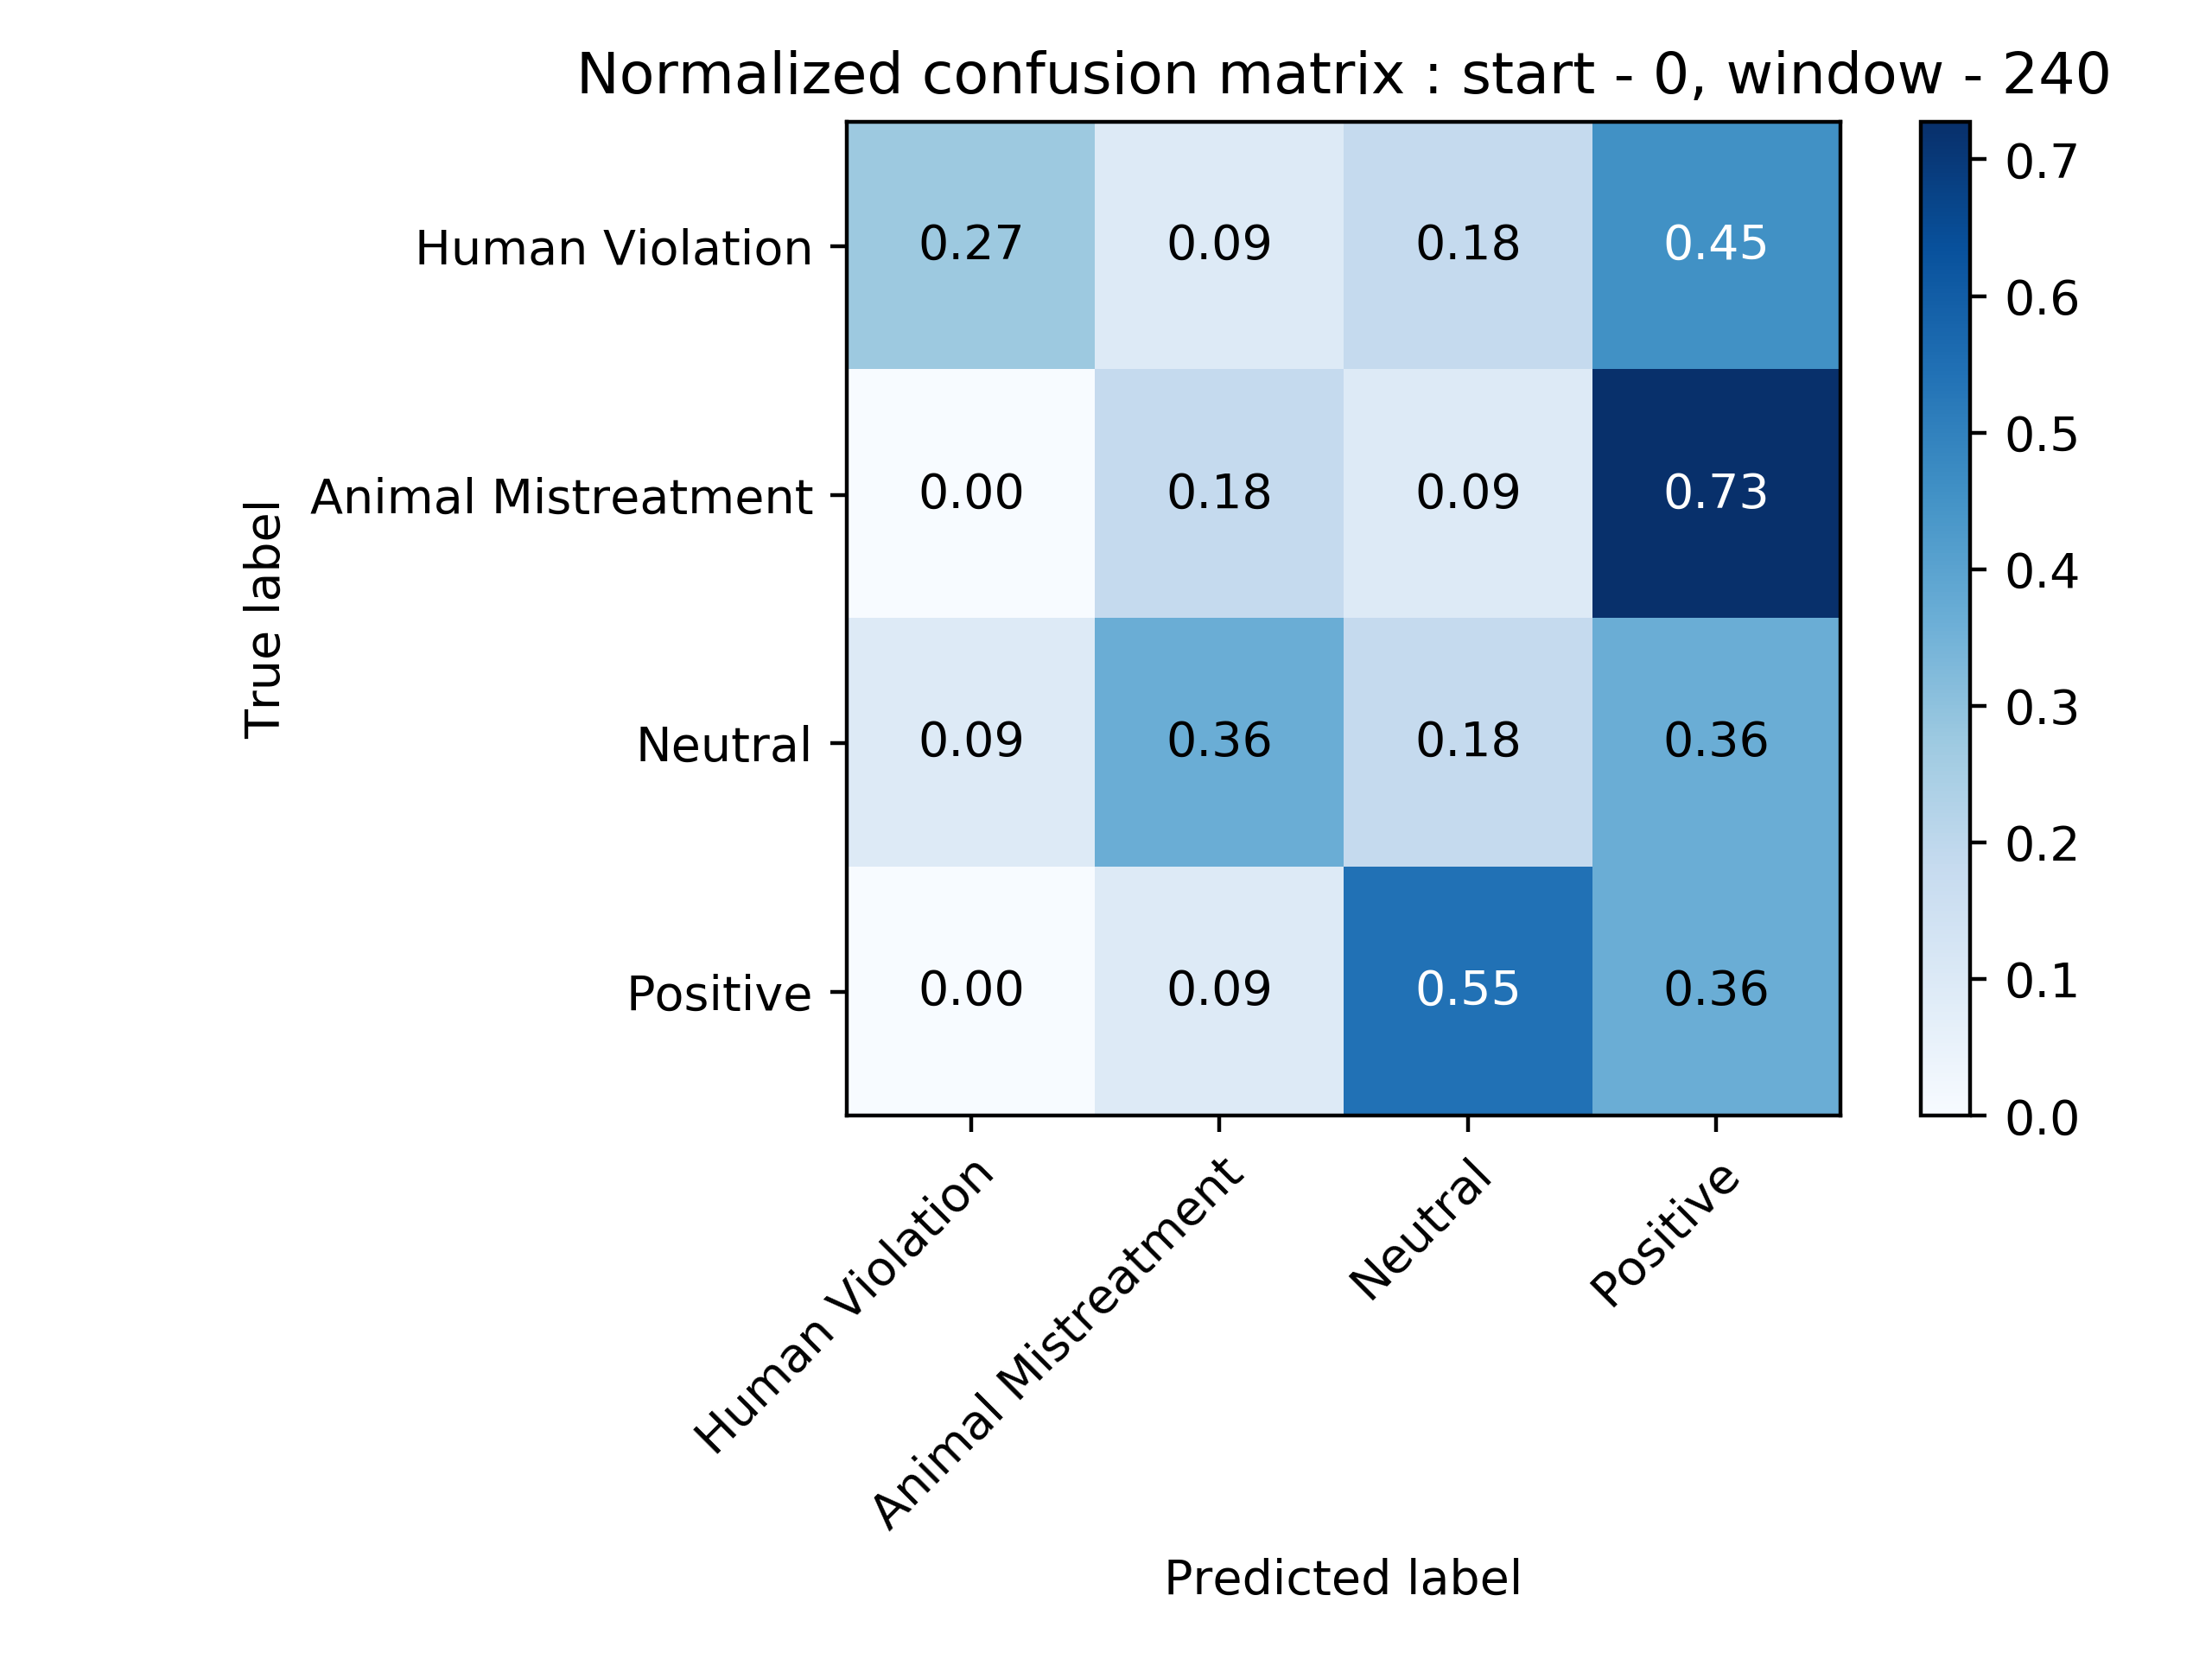 Normalized confusion matrix : start - 0, window - 240
True label
Human Violation 0.27 0.09 0.18 0.45
Animal Mistreatment 0.00 0.18 0.09 0.73
Neutral 0.09 0.36 0.18 0.36
Positive 0.00 0.09 0.55 0.36
Human Violation
Animal Mistreatment
Neutral
Positive
Predicted label
0.7
0.6
0.5
0.4
0.3
0.2
0.1
0.0